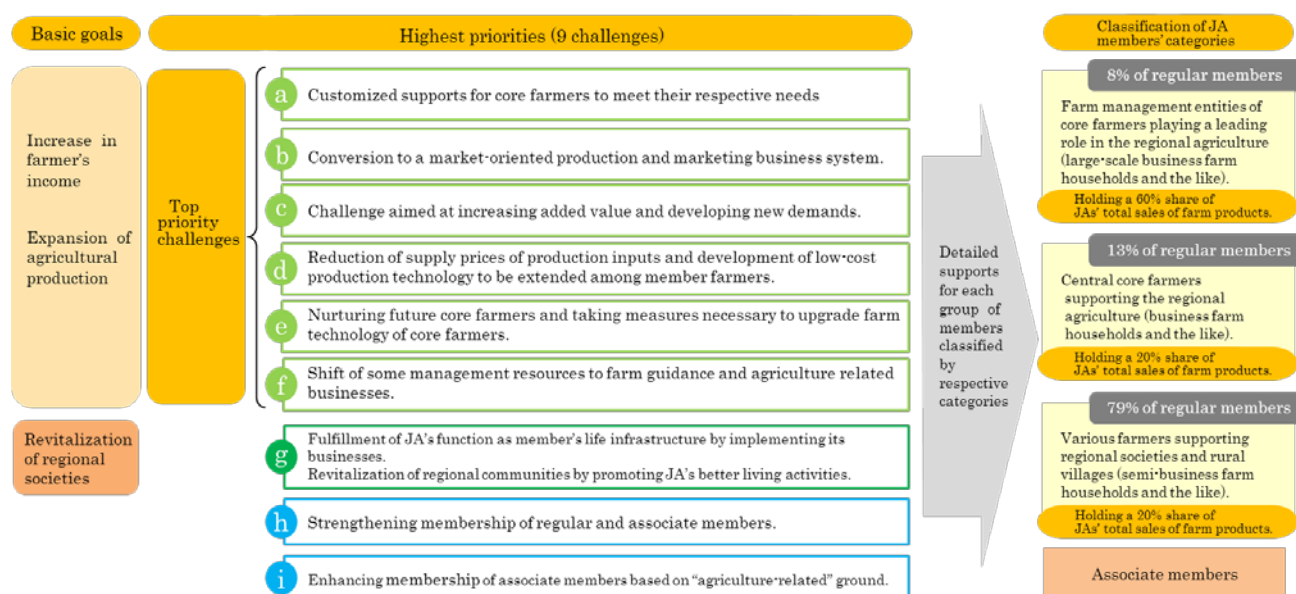 Basic goals
Highest priorities (9 challenges)
Classification of JA
members' categories
Increase in
farmer's
income
Expansion of
agricultural
production
Top
priority
challenges
a
Customized supports for core farmers to meet their respective needs
b
Conversion to a market-oriented production and marketing business system.
c
Challenge aimed at increasing added value and developing new demands.
d
Reduction of supply prices of production inputs and development of low-cost
production technology to be extended among member farmers.
e
Nurturing future core farmers and taking measures necessary to upgrade farm
technology of core farmers.
f
Shift of some management resources to farm guidance and agriculture related
businesses.
Revitalization
of regional
societies
g
Fulfillment of JA's function as member's life infrastructure by implementing its
businesses.
Revitalization of regional communities by promoting JA's better living activities.
h
Strengthening membership of regular and associate members.
i
Enhancing membership of associate members based on "agriculture-related" ground.
Detailed
supports
for each
group of
members
classified
by
respective
categories
8% of regular members
Farm management entities of
core farmers playing a leading
role in the regional agriculture
(large-scale business farm
households and the like).
Holding a 60% share of
JAs' total sales of farm products.
13% of regular members
Central core farmers
supporting the regional
agriculture (business farm
households and the like).
Holding a 20% share of
JAs' total sales of farm products.
79% of regular members
Various farmers supporting
regional societies and rural
villages (semi-business farm
households and the like).
Holding a 20% share of
JAs' total sales of farm products.
Associate members